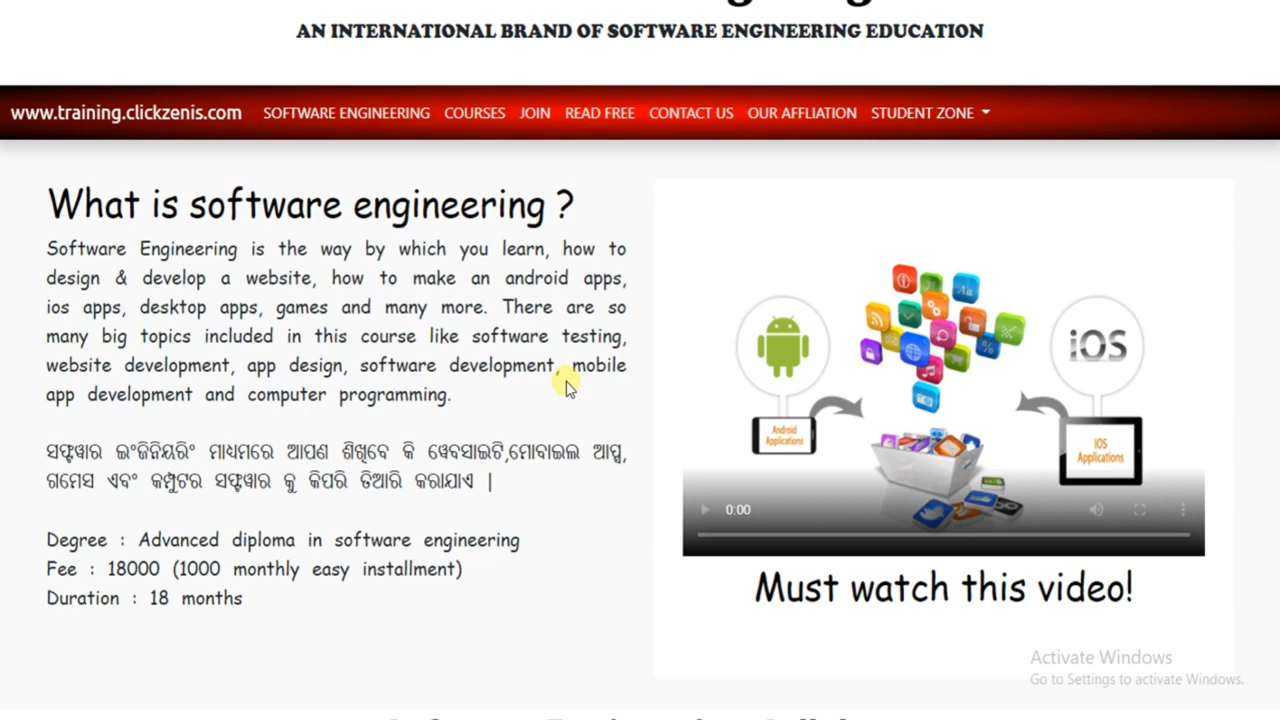 AN INTERNATIONAL BRAND OF SOFTWARE ENGINEERING EDUCATION
www.training.clickzenis.com SOFTWARE ENGINEERING COURSES JOIN READ FREE CONTACT US OUR AFFLIATION STUDENT ZONE
What is software engineering ?
Software Engineering is the way by which you learn, how to
design & develop a website, how to make an android apps,
ios apps, desktop apps, games and many more. There are so
many big topics included in this course like software testing,
website development, app design, software development, mobile
app development and computer programming.
ସଫ୍ଟୱାର ଇଂଜିନିୟରିଂ ମାଧ୍ୟମରେ ଆପଣ ଶିଖିବେ କି ୱେବସାଇଟି,ମୋବାଇଲ ଆପ୍ସ,
ଗମେସ ଏବଂ କମ୍ପୁଟର ସଫ୍ଟୱାର କୁ କିପରି ତିଆରି କରାଯାଏ |
Degree : Advanced diploma in software engineering
Fee : 18000 (1000 monthly easy installment)
Duration : 18 months
Aa
%
iOS
Android
Applications
IOS
Applications
0:00
Must watch this video!
Activate Windows
Go to Settings to activate Windows.